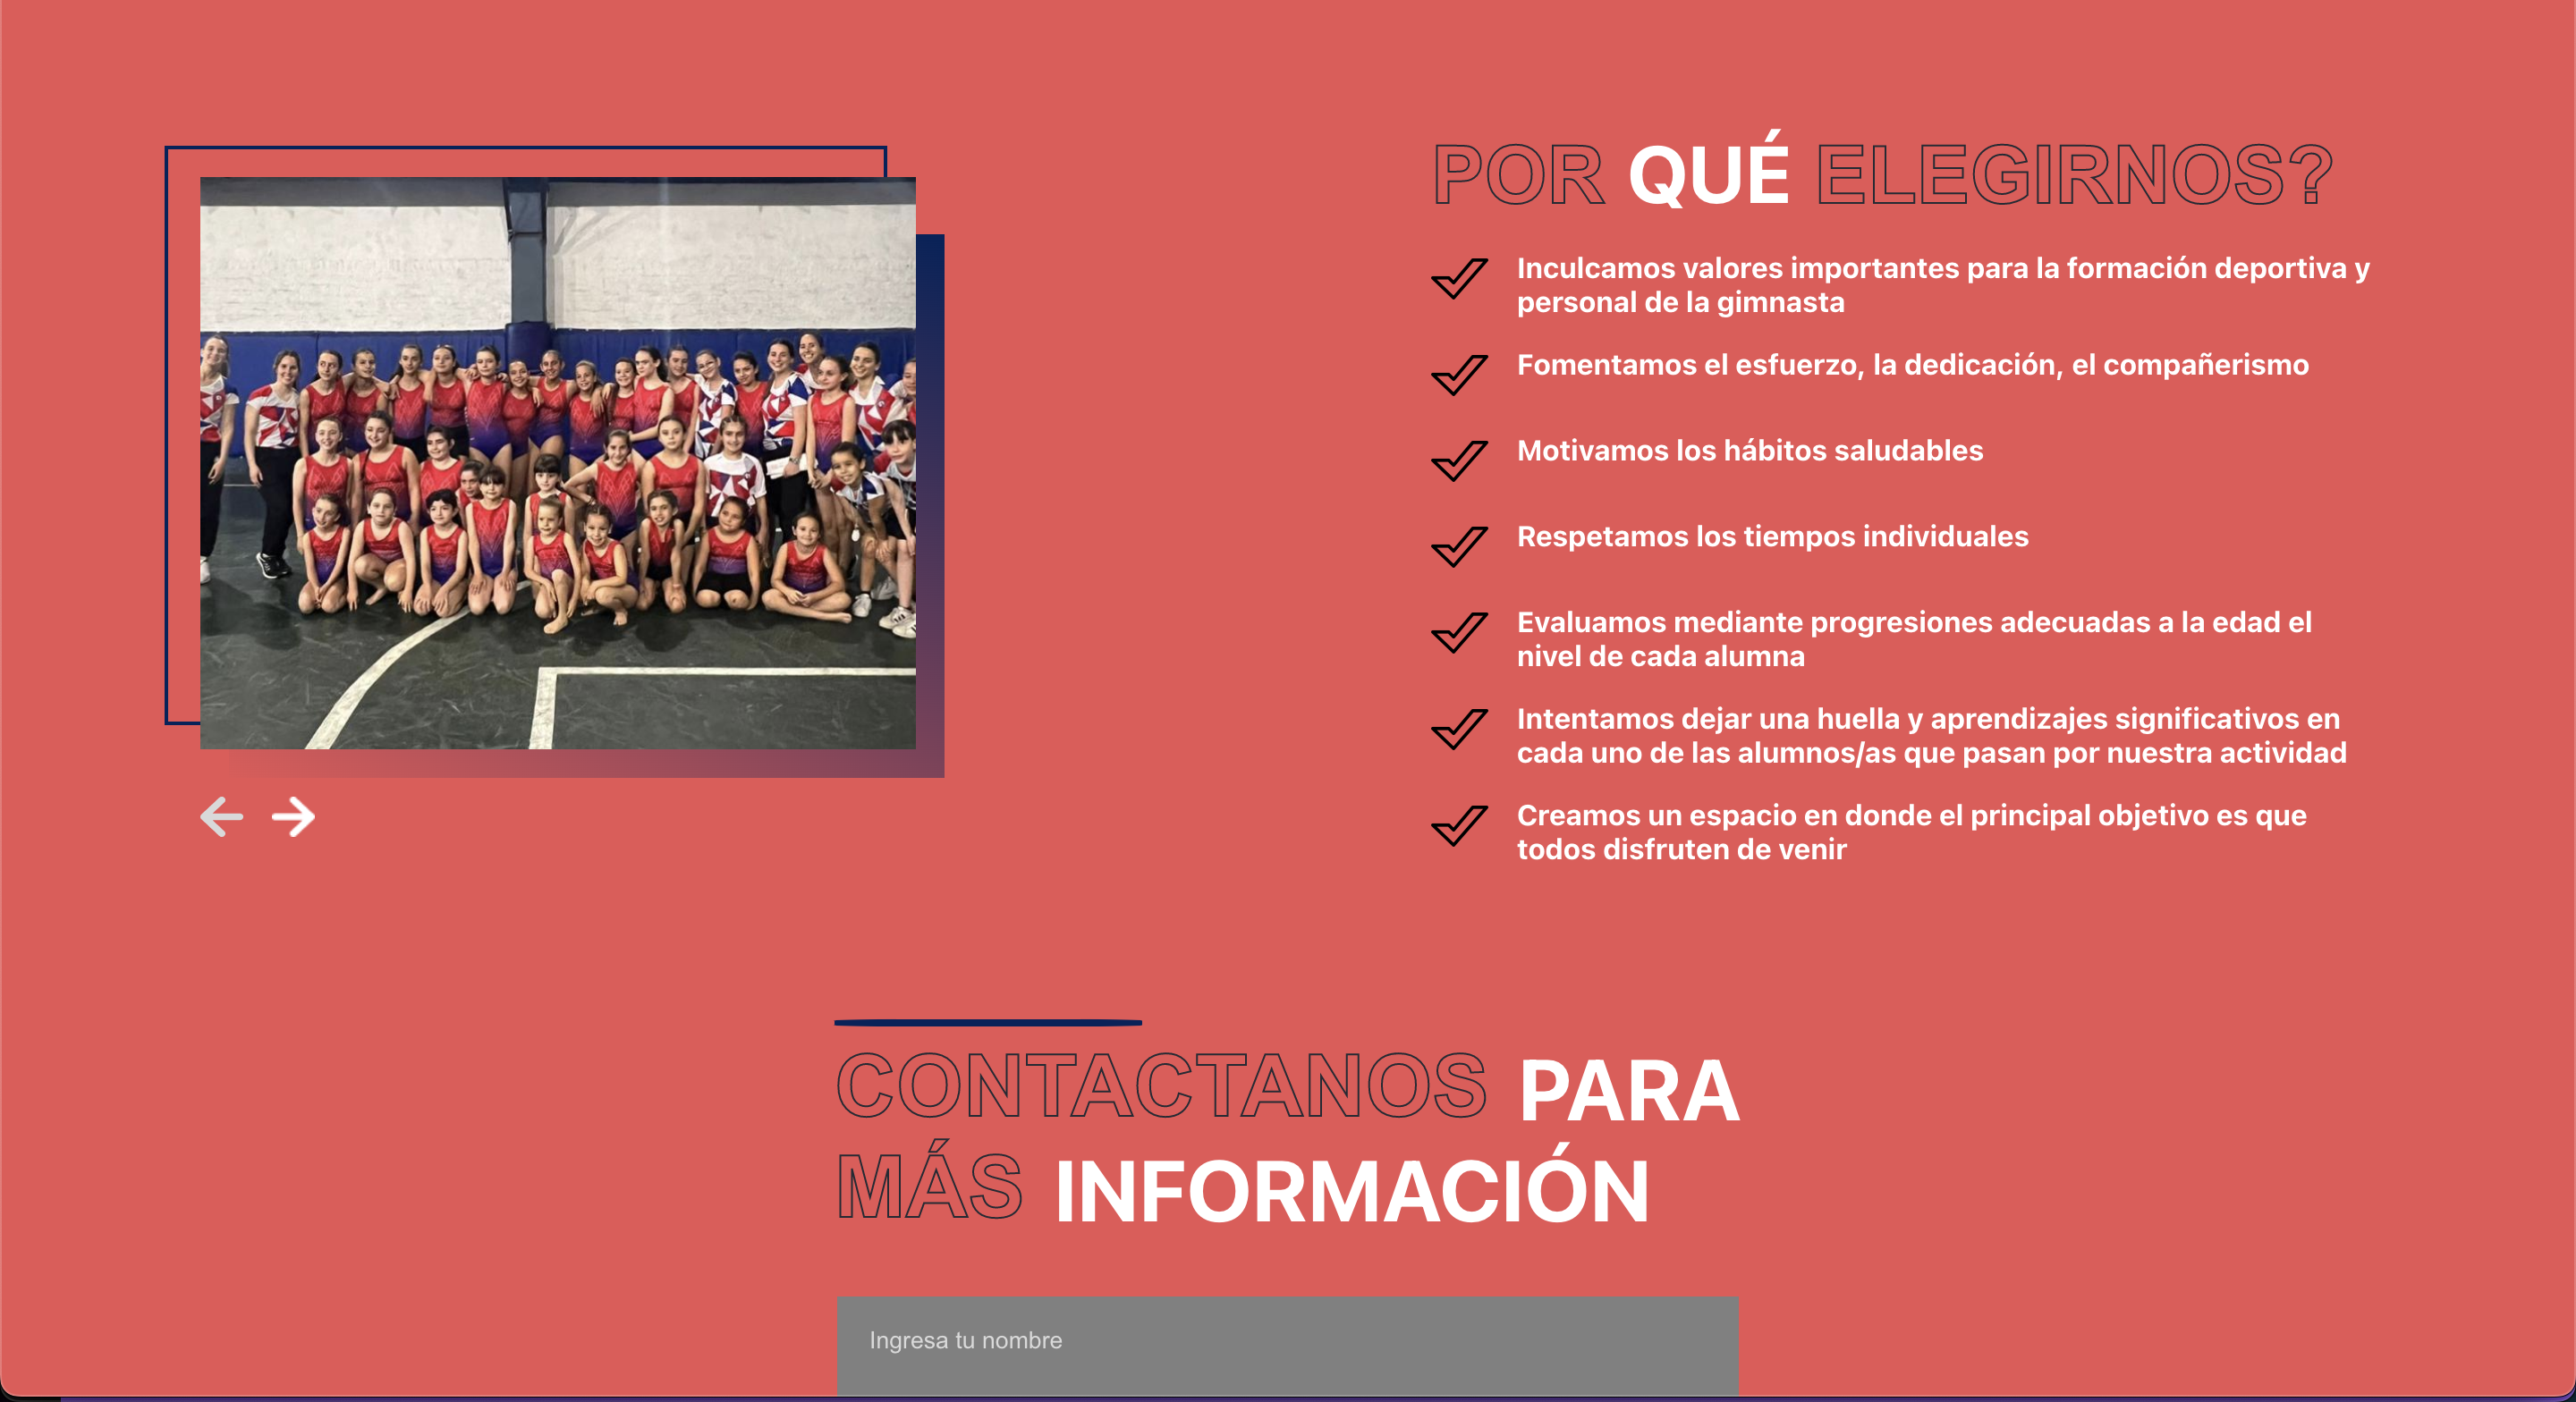 POR QUÉ ELEGIRNOS?
Inculcamos valores importantes para la formación deportiva y
personal de la gimnasta
Fomentamos el esfuerzo, la dedicación, el compañerismo
Motivamos los hábitos saludables
Respetamos los tiempos individuales
Evaluamos mediante progresiones adecuadas a la edad el
nivel de cada alumna
Intentamos dejar una huella y aprendizajes significativos en
cada uno de las alumnos/as que pasan por nuestra actividad
Creamos un espacio en donde el principal objetivo es que
todos disfruten de venir
CONTACTANOS PARA
MÁS INFORMACIÓN
Ingresa tu nombre